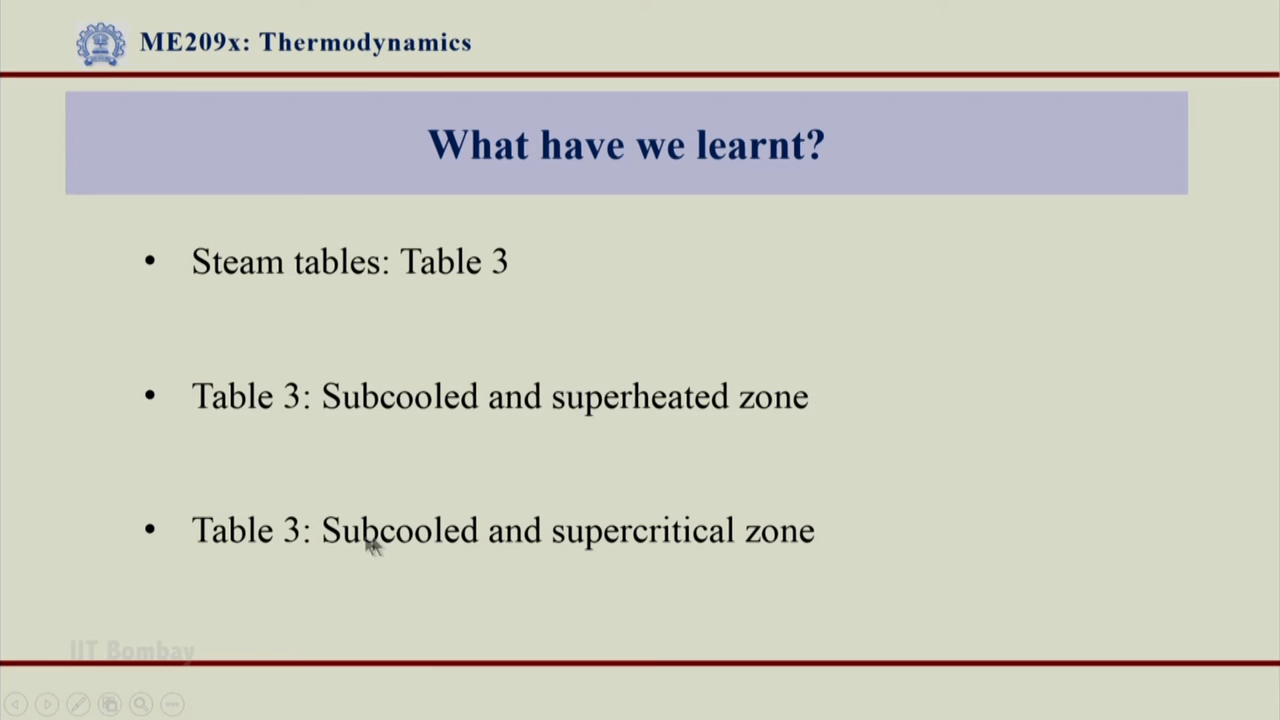 ME209x: Thermodynamics
What have we learnt?
• Steam tables: Table 3
• Table 3: Subcooled and superheated zone
• Table 3: Subcooled and supercritical zone
IIT Bombay